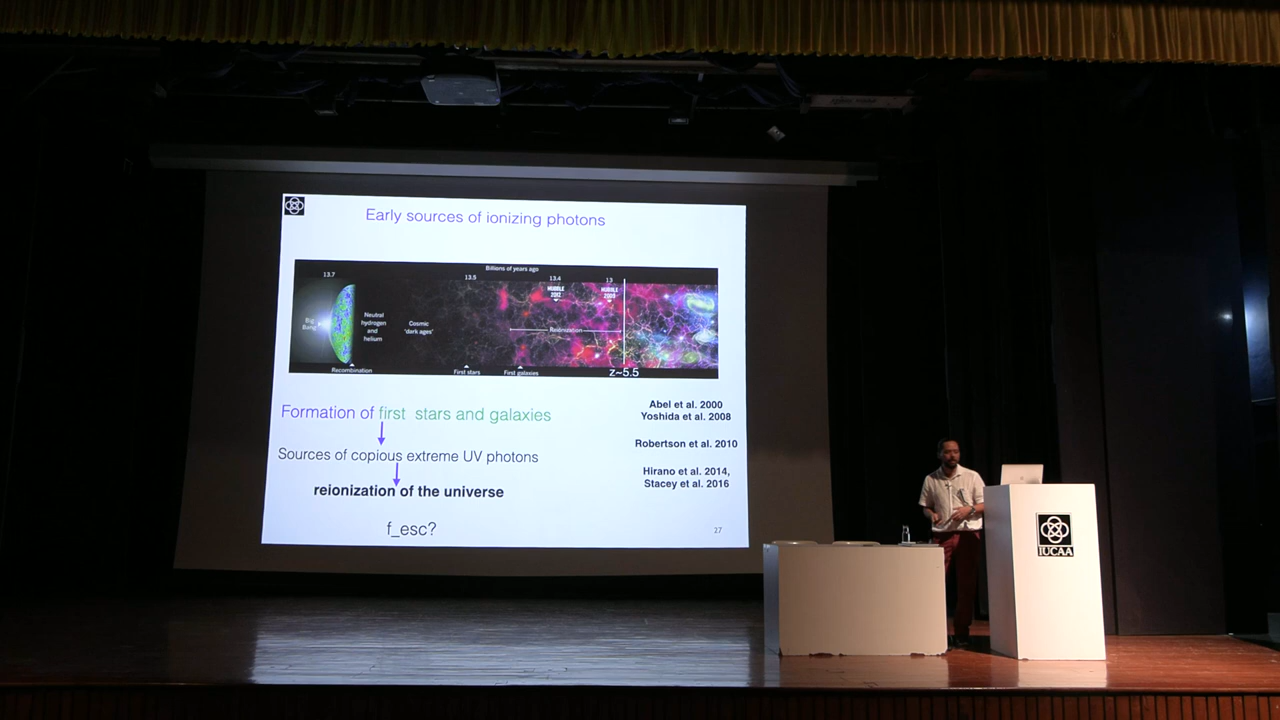 Early sources of ionizing photons
Billions of years ago
13.7
13.5
13.4
13
HUBBLE
2012
HUBBLE
2009
Big
Bang
Neutral
hydrogen
and
helium
Cosmic
'dark ages'
Reionization
Recombination
First stars
First galaxies
z~5.5
Formation of first stars and galaxies
Sources of copious extreme UV photons
reionization of the universe
f_esc?
Abel et al. 2000
Yoshida et al. 2008
Robertson et al. 2010
Hirano et al. 2014,
Stacey et al. 2016
27
IUCAA